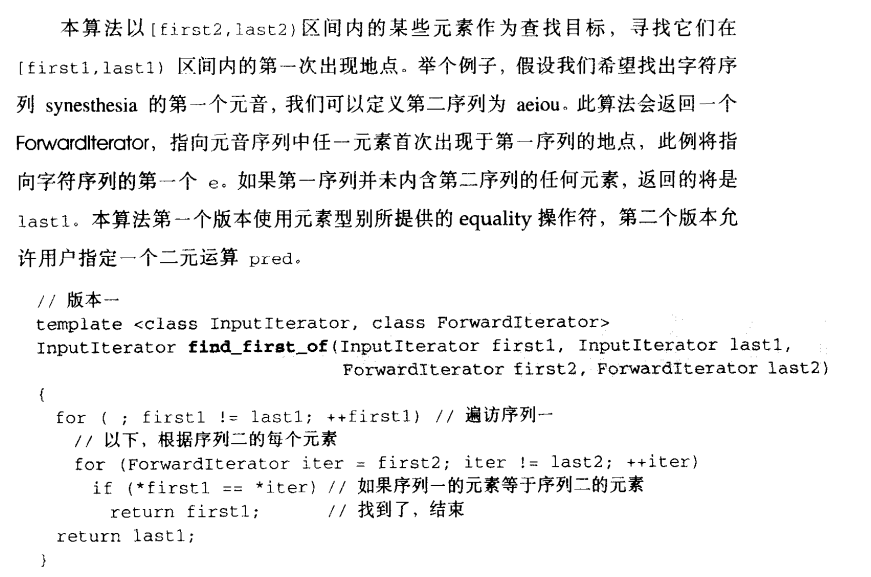 本算法以[first2,last2)区间内的某些元素作为查找目标，寻找它们在
[first1,last1) 区间内的第一次出现地点。举个例子，假设我们希望找出字符序
列 synesthesia 的第一个元音，我们可以定义第二序列为 aeiou。此算法会返回一个
ForwardIterator，指向元音序列中任一元素首次出现于第一序列的地点，此例将指
向字符序列的第一个 e。如果第一序列并未内含第二序列的任何元素，返回的将是
last1。本算法第一个版本使用元素型别所提供的 equality 操作符，第二个版本允
许用户指定一个二元运算 pred。
// 版本一
template <class InputIterator, class ForwardIterator>
InputIterator find_first_of(InputIterator first1, InputIterator last1,
ForwardIterator first2, ForwardIterator last2)
{
for ( ; first1 != last1; ++first1) // 遍访序列一
// 以下，根据序列二的每个元素
for (ForwardIterator iter = first2; iter != last2; ++iter)
if (*first1 == *iter) // 如果序列一的元素等于序列二的元素
return first1; // 找到了，结束
return last1;
}